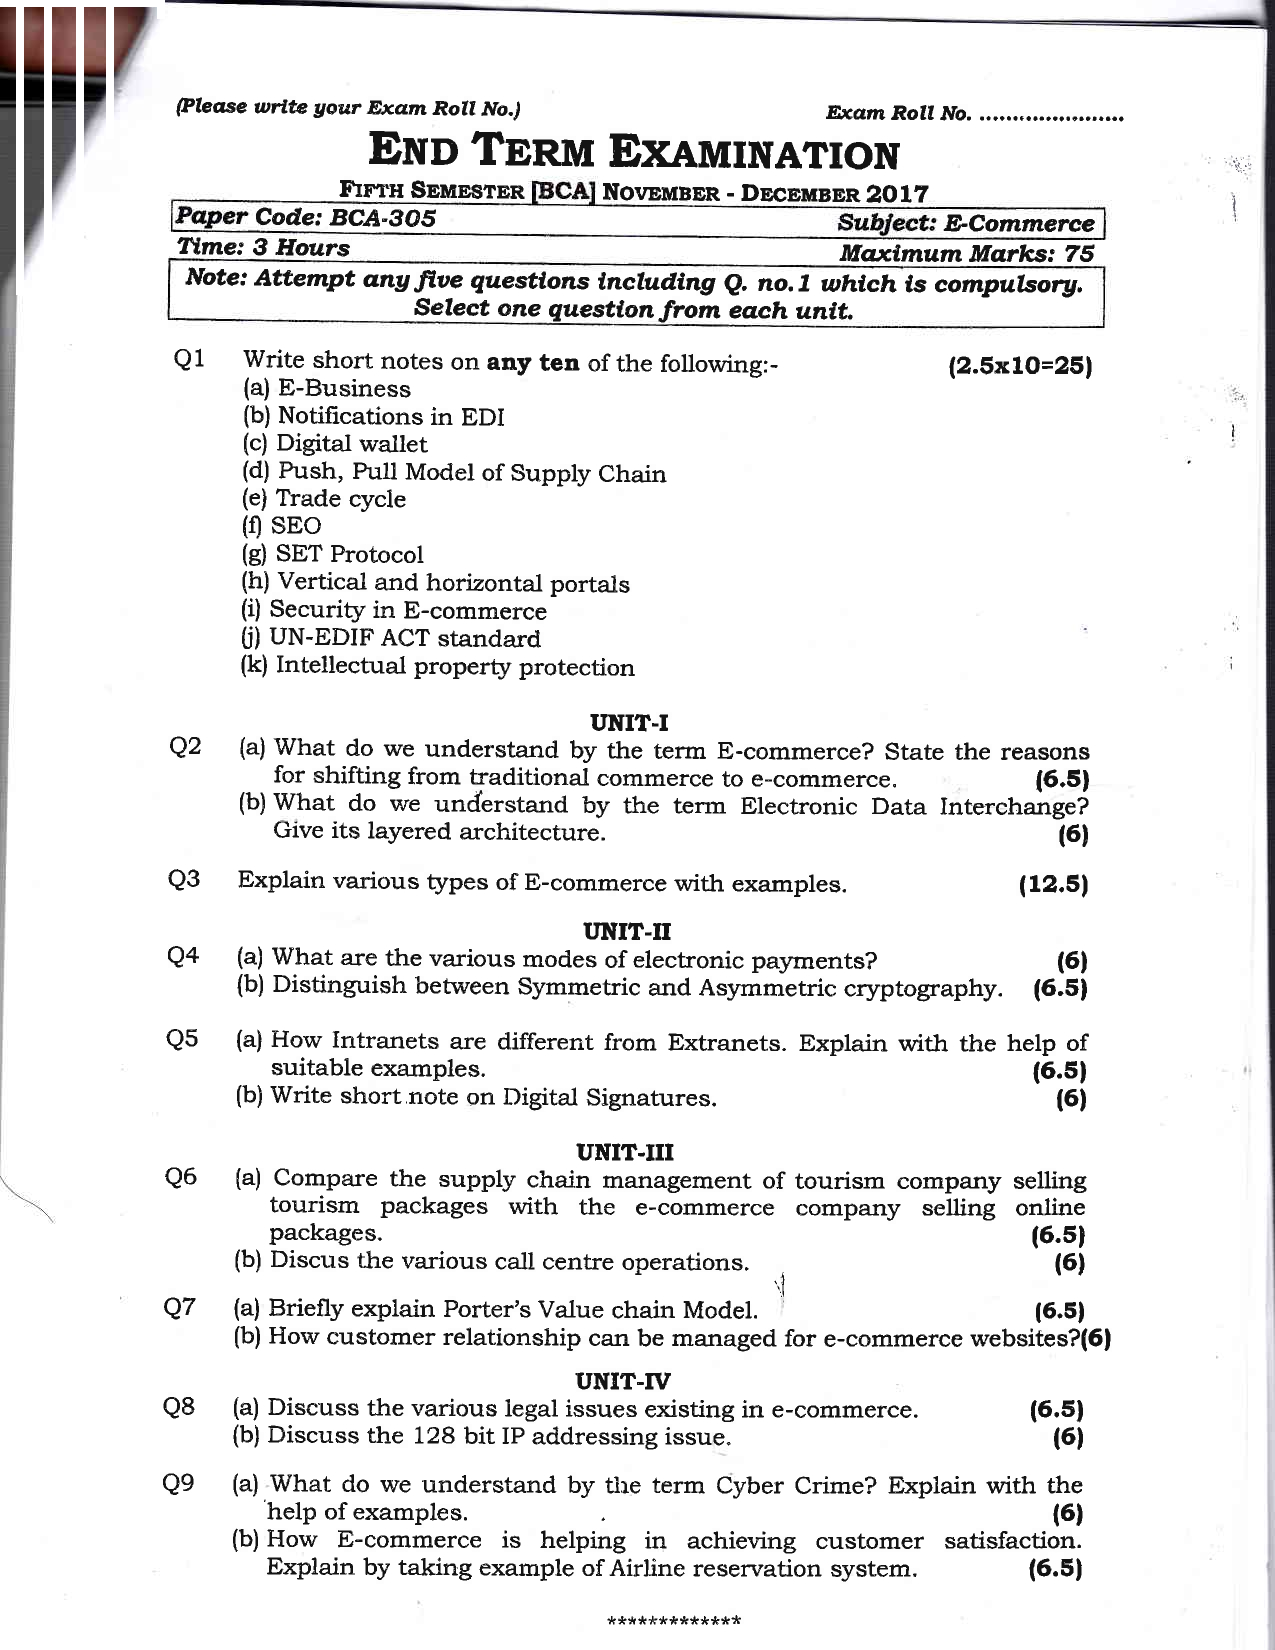 (Please write your Exam Roll No.) Exam Roll No. ......................
END TERM EXAMINATION
FIFTH SEMESTER [BCA] NOVEMBER - DECEMBER 2017
Paper Code: BCA-305 Subject: E-Commerce
Time: 3 Hours Maximum Marks: 75
Note: Attempt any five questions including Q. no.1 which is compulsory.
Select one question from each unit.
Q1 Write short notes on any ten of the following:- (2.5x10=25)
(a) E-Business
(b) Notifications in EDI
(c) Digital wallet
(d) Push, Pull Model of Supply Chain
(e) Trade cycle
(f) SEO
(g) SET Protocol
(h) Vertical and horizontal portals
(i) Security in E-commerce
(j) UN-EDIF ACT standard
(k) Intellectual property protection
UNIT-I
Q2 (a) What do we understand by the term E-commerce? State the reasons
for shifting from traditional commerce to e-commerce. (6.5)
(b) What do we understand by the term Electronic Data Interchange?
Give its layered architecture. (6)
Q3 Explain various types of E-commerce with examples. (12.5)
UNIT-II
Q4 (a) What are the various modes of electronic payments? (6)
(b) Distinguish between Symmetric and Asymmetric cryptography. (6.5)
Q5 (a) How Intranets are different from Extranets. Explain with the help of
suitable examples. (6.5)
(b) Write short note on Digital Signatures. (6)
UNIT-III
Q6 (a) Compare the supply chain management of tourism company selling
tourism packages with the e-commerce company selling online
packages. (6.5)
(b) Discus the various call centre operations. (6)
Q7 (a) Briefly explain Porter's Value chain Model. (6.5)
(b) How customer relationship can be managed for e-commerce websites?(6)
UNIT-IV
Q8 (a) Discuss the various legal issues existing in e-commerce. (6.5)
(b) Discuss the 128 bit IP addressing issue. (6)
Q9 (a) What do we understand by the term Cyber Crime? Explain with the
help of examples. (6)
(b) How E-commerce is helping in achieving customer satisfaction.
Explain by taking example of Airline reservation system. (6.5)
*************